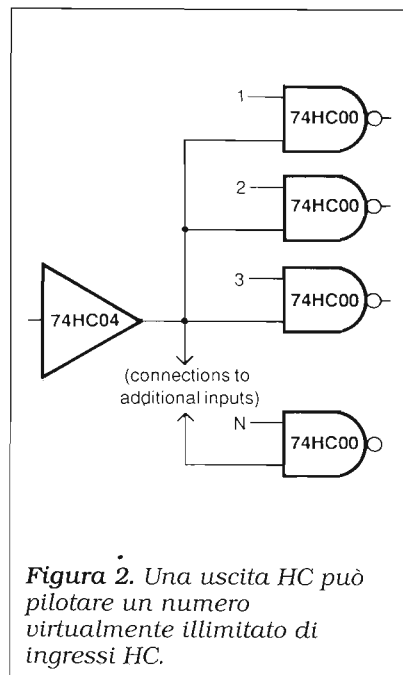 1
74HC00
2
74HC00
3
74HC00
74HC04
(connections to
additional inputs)
N
74HC00
Figura 2. Una uscita HC può
pilotare un numero
virtualmente illimitato di
ingressi HC.